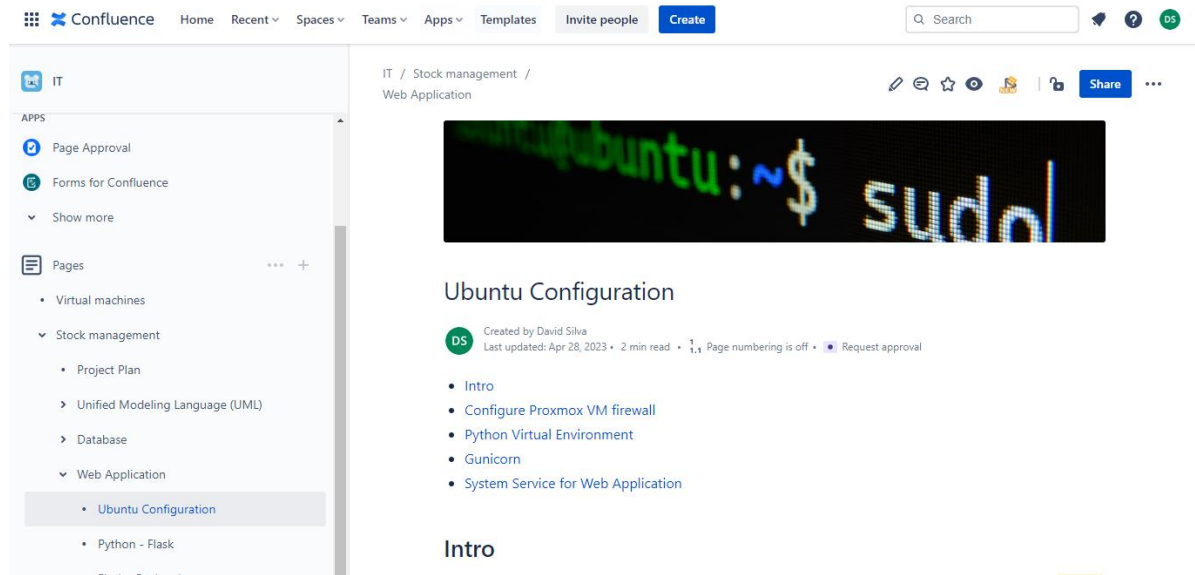 Confluence Home Recent Spaces Teams Apps Templates Invite people Create Search DS
IT
APPS
Page Approval
Forms for Confluence
Show more
Pages
Virtual machines
Stock management
Project Plan
Unified Modeling Language (UML)
Database
Web Application
Ubuntu Configuration
Python - Flask
IT / Stock management /
Web Application
Share
ubuntu:~$ sudo
Ubuntu Configuration
DS
Created by David Silva
Last updated: Apr 28, 2023 • 2 min read • 1 1.1 Page numbering is off • Request approval
• Intro
• Configure Proxmox VM firewall
• Python Virtual Environment
• Gunicorn
• System Service for Web Application
Intro